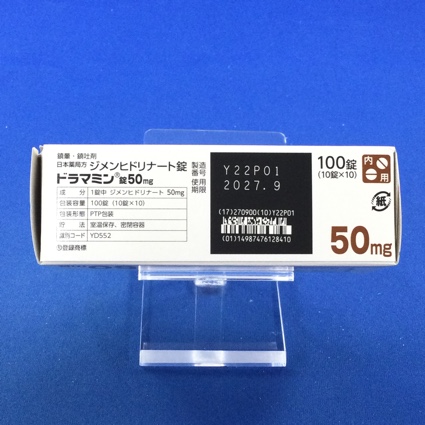 鎮暈・鎮吐剤
日本薬局方 ジメンヒドリナート錠
ドラマミン®錠50mg
成分 1錠中 ジメンヒドリナート 50mg
包装容量 100錠 (10錠×10)
包装形態 PTP包装
貯法 室温保存、密閉容器
識別コード YD552
®登録商標
製造番号
使用期限
Y22P01
2027.9
(17)270900(10)Y22P01
(01)14987476128410
100錠
(10錠×10)
内用
紙
50mg